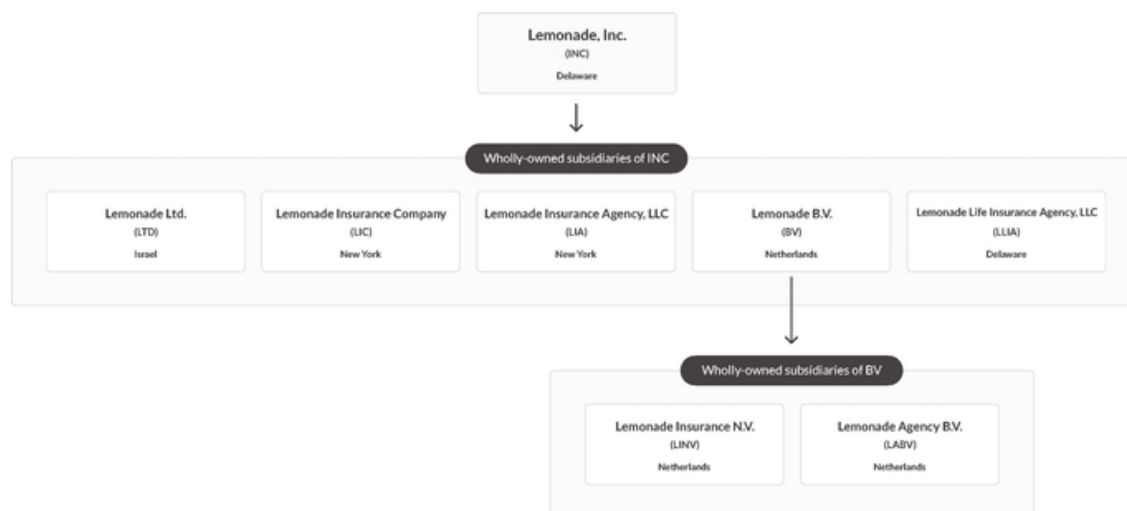 Lemonade, Inc.
(INC)
Delaware
Wholly-owned subsidiaries of INC
Lemonade Ltd.
(LTD)
Israel
Lemonade Insurance Company
(LIC)
New York
Lemonade Insurance Agency, LLC
(LIA)
New York
Lemonade B.V.
(BV)
Netherlands
Lemonade Life Insurance Agency, LLC
(LLIA)
Delaware
Wholly-owned subsidiaries of BV
Lemonade Insurance N.V.
(LINV)
Netherlands
Lemonade Agency B.V.
(LABV)
Netherlands